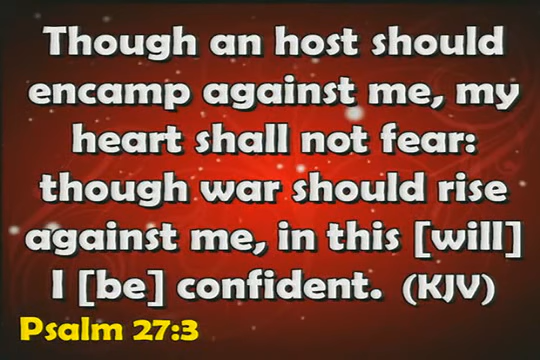 Though an host should
encamp against me, my
heart shall not fear:
though war should rise
against me, in this [will]
I [be] confident. (KJV)
Psalm 27:3